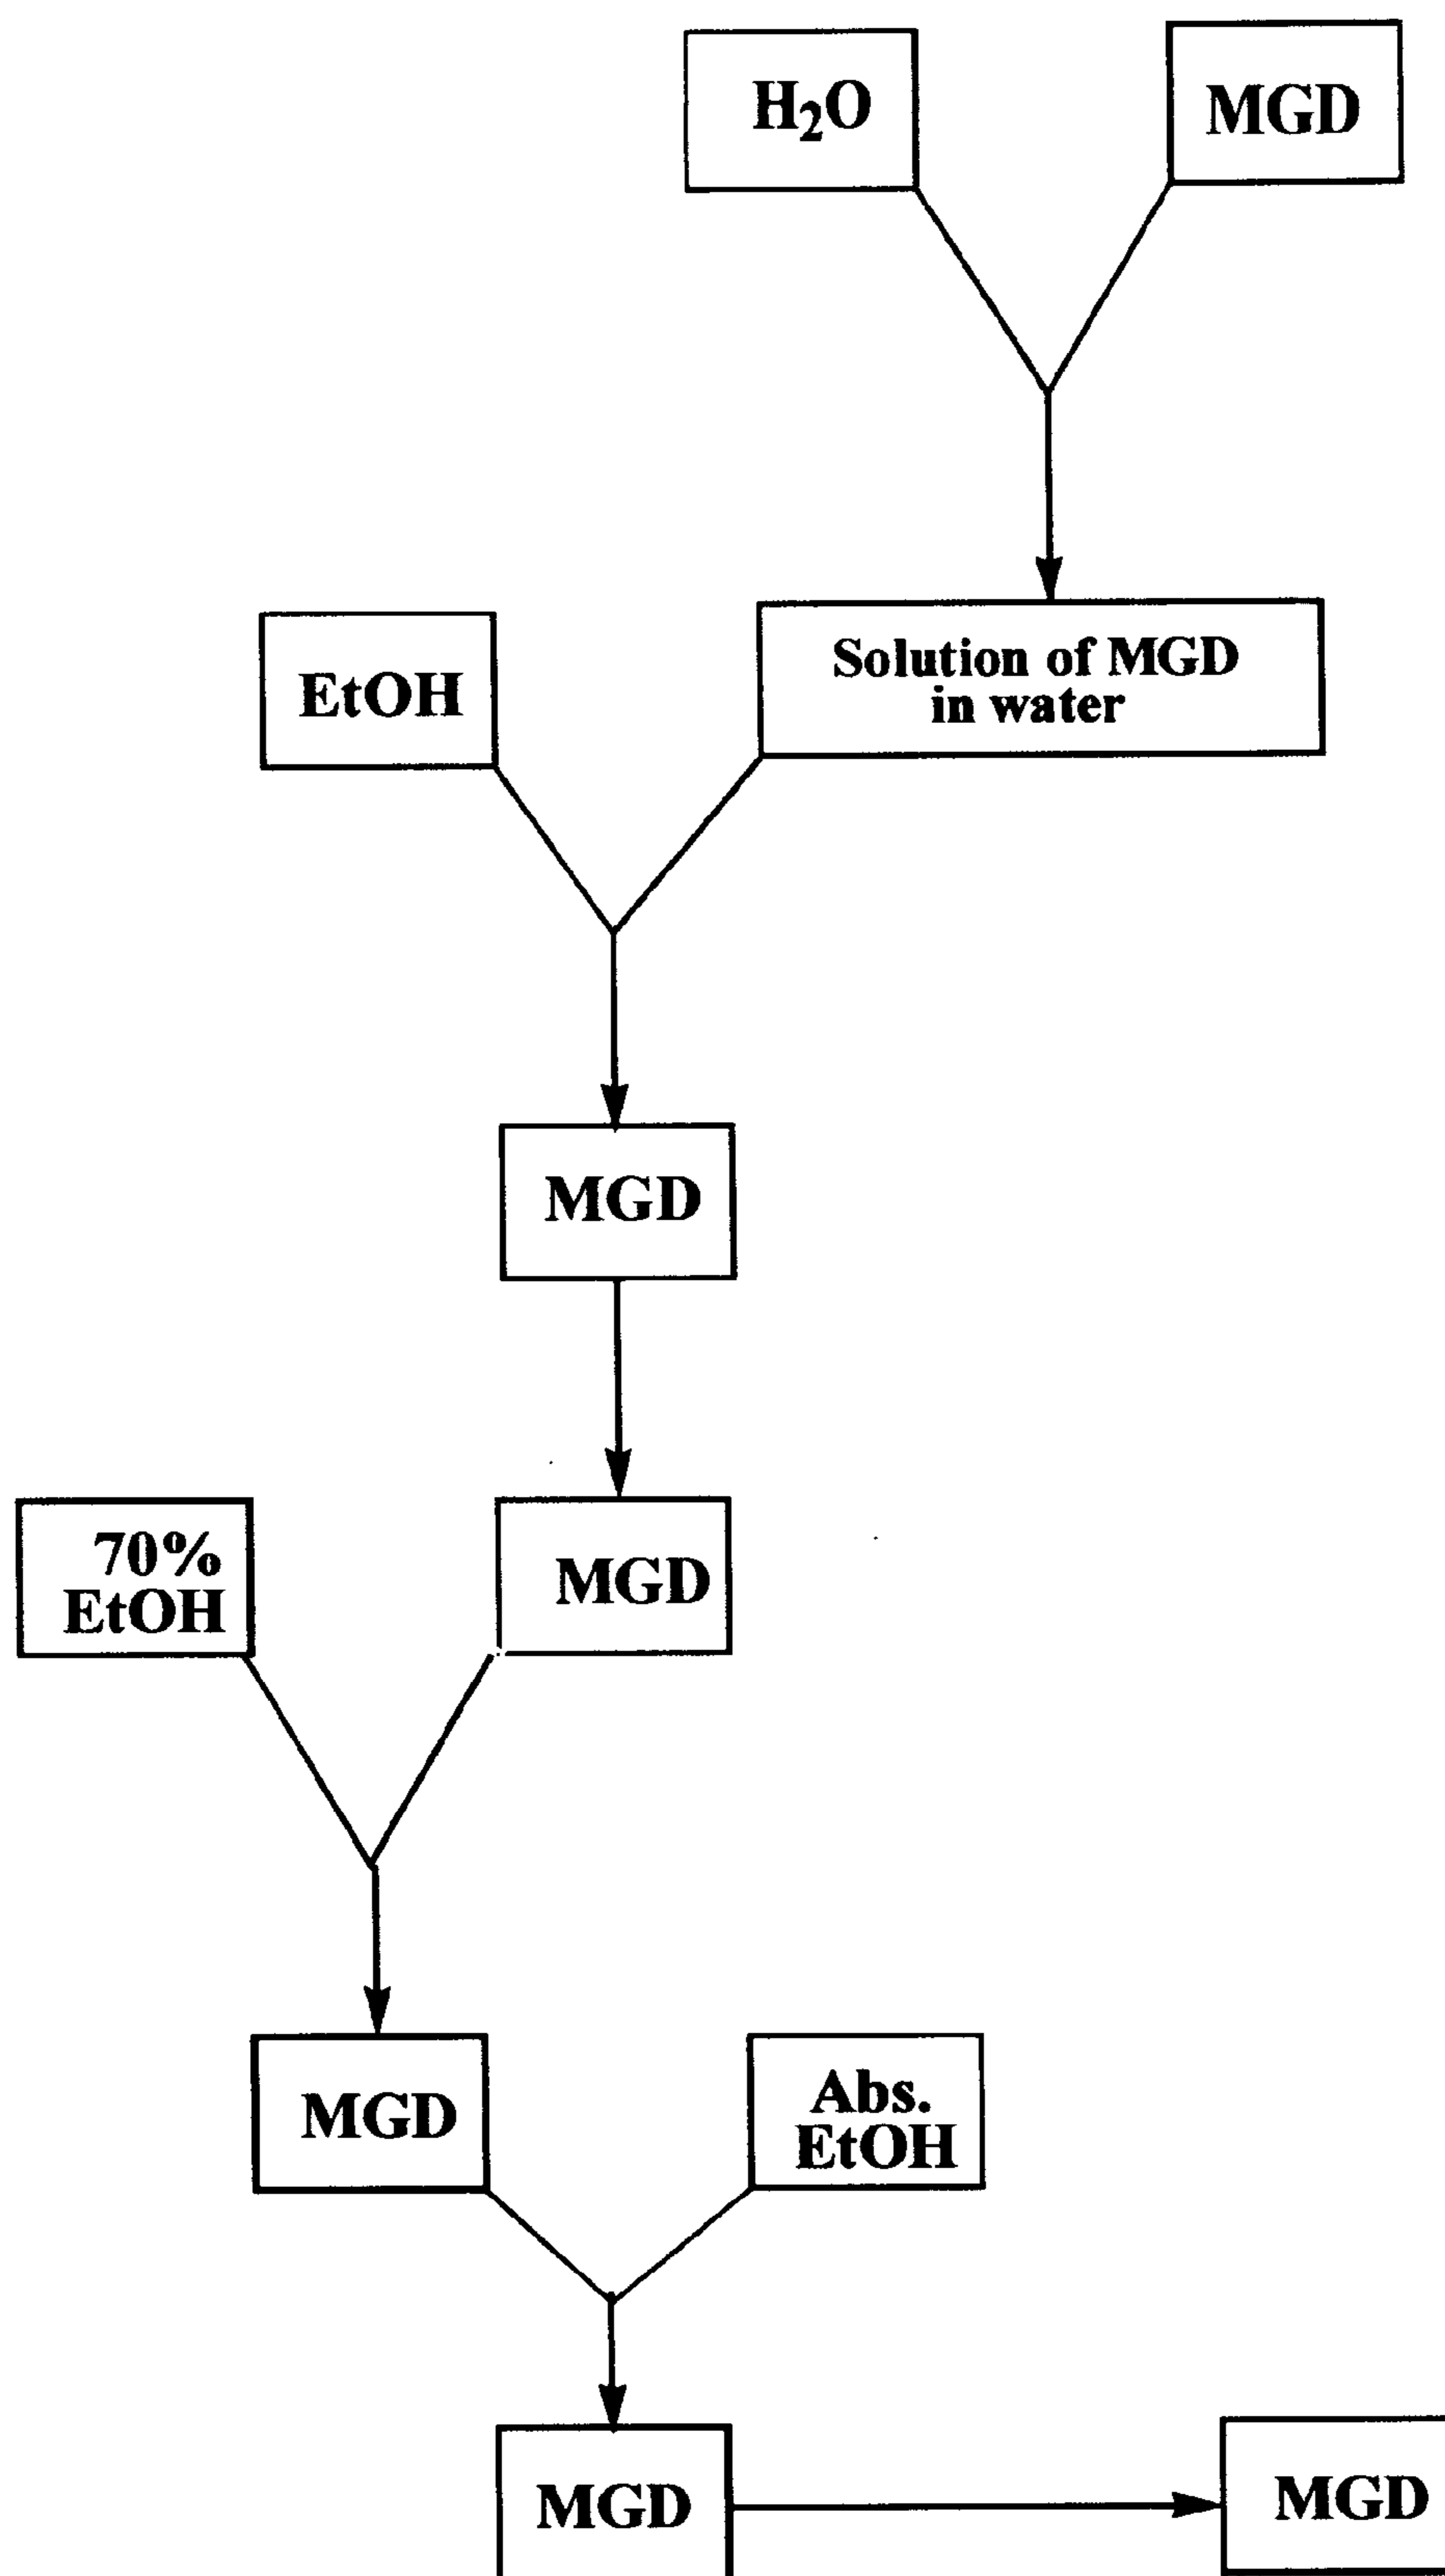 H₂O
MGD
EtOH
Solution of MGD
in water
MGD
70%
EtOH
MGD
MGD
Abs.
EtOH
MGD
MGD